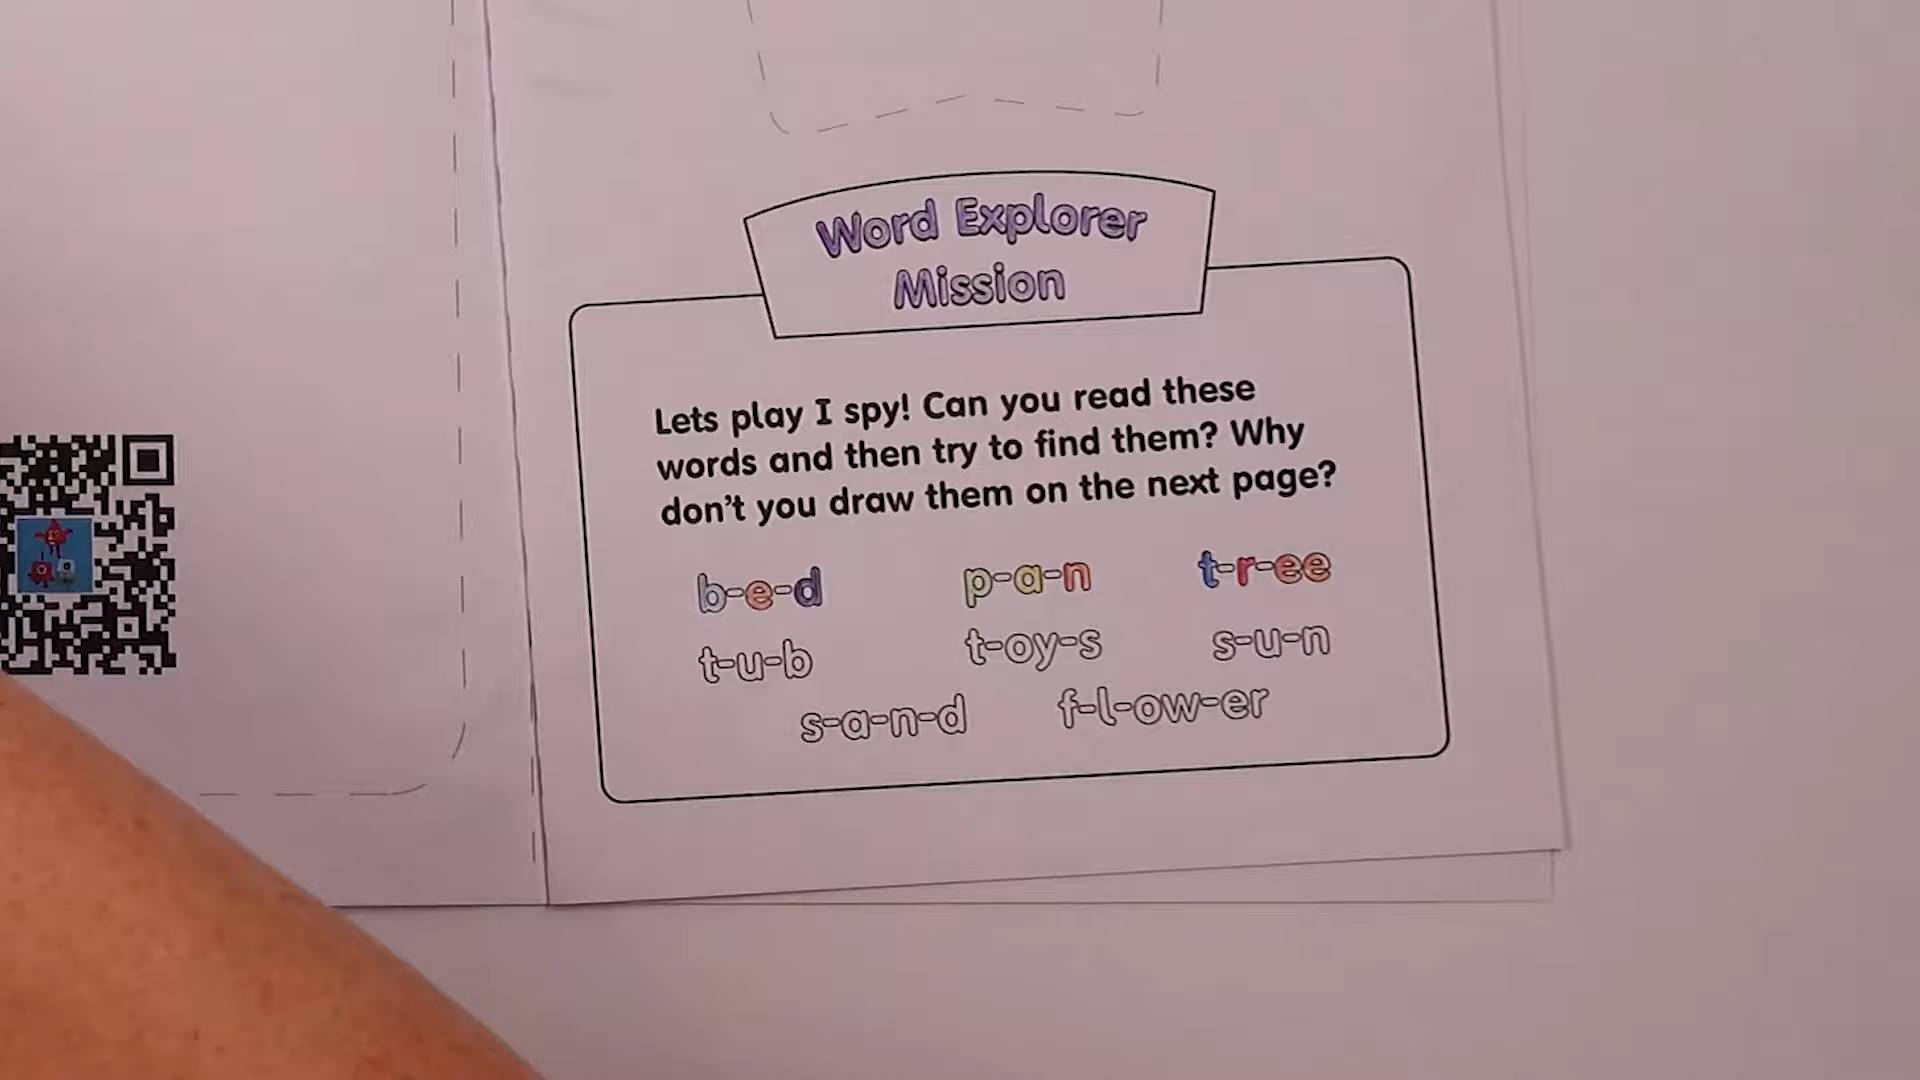 Word Explorer
Mission
Lets play I spy! Can you read these
words and then try to find them? Why
don't you draw them on the next page?
b-e-d p-a-n t-r-ee
t-u-b t-oy-s s-u-n
s-a-n-d f-l-ow-er